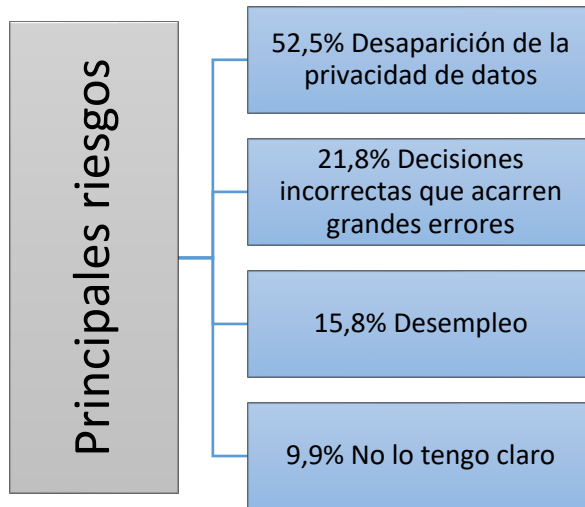 Principales riesgos
52,5% Desaparición de la
privacidad de datos
21,8% Decisiones
incorrectas que acarren
grandes errores
15,8% Desempleo
9,9% No lo tengo claro